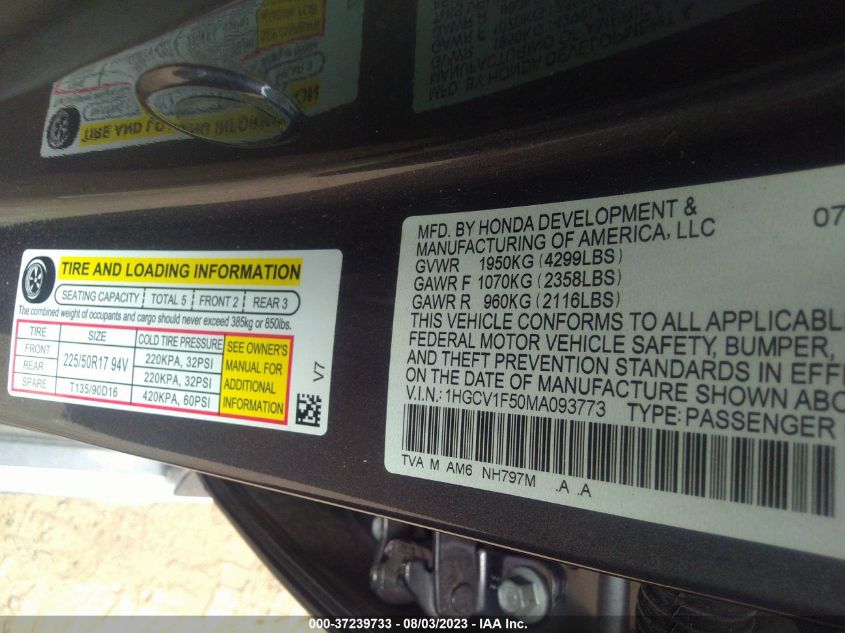 TIRE AND LOADING INFORMATION
SEATING CAPACITY TOTAL 5 FRONT 2 REAR 3
The combined weight of occupants and cargo should never exceed 385kg or 850lbs.
TIRE SIZE COLD TIRE PRESSURE
FRONT 225/50R17 94V 220KPA, 32PSI
REAR 220KPA, 32PSI
SPARE T135/90D16 420KPA, 60PSI
SEE OWNER'S
MANUAL FOR
ADDITIONAL
INFORMATION
V7
MFD. BY HONDA DEVELOPMENT & 07
MANUFACTURING OF AMERICA, LLC
GVWR 1950KG (4299LBS)
GAWR F 1070KG (2358LBS)
GAWR R 960KG (2116LBS)
THIS VEHICLE CONFORMS TO ALL APPLICABL
FEDERAL MOTOR VEHICLE SAFETY, BUMPER,
AND THEFT PREVENTION STANDARDS IN EFFE
ON THE DATE OF MANUFACTURE SHOWN ABO
V.I.N.: 1HGCV1F50MA093773 TYPE: PASSENGER
TVA M AM6 NH797M .A .A
000-37239733 - 08/03/2023 - IAA Inc.